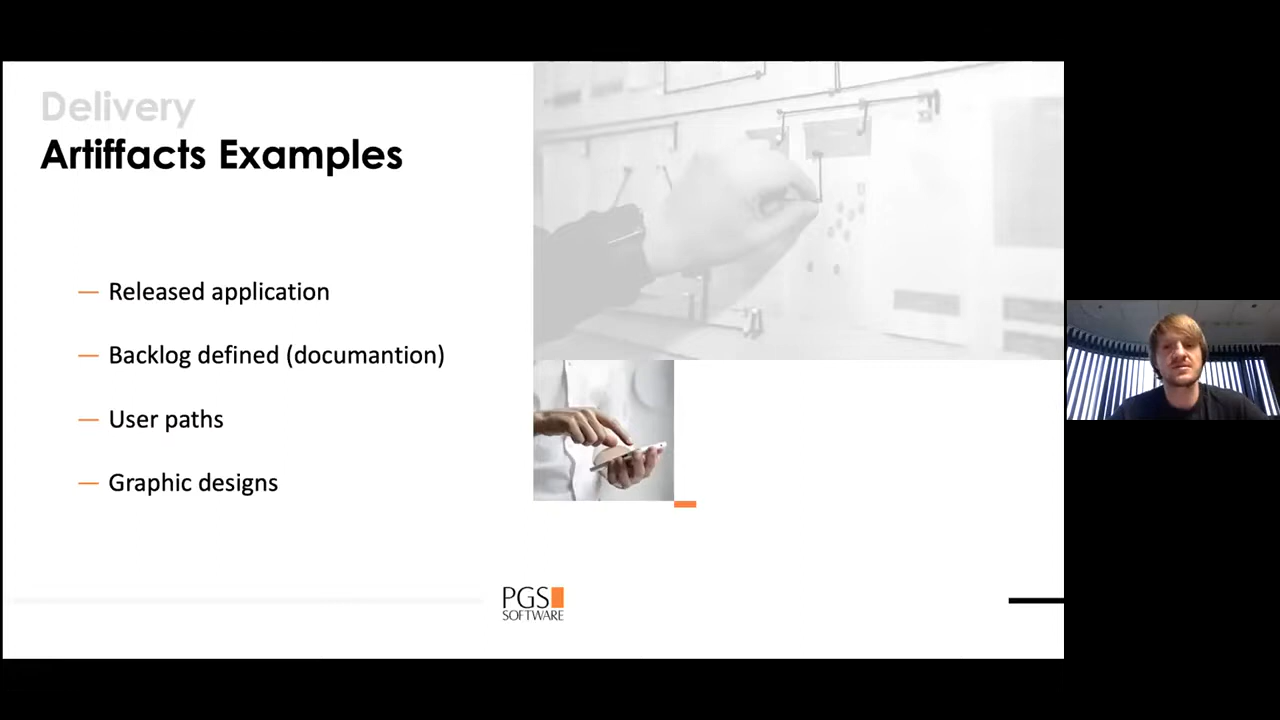 Delivery
Artiffacts Examples
— Released application
— Backlog defined (documantion)
— User paths
— Graphic designs
PGS
SOFTWARE